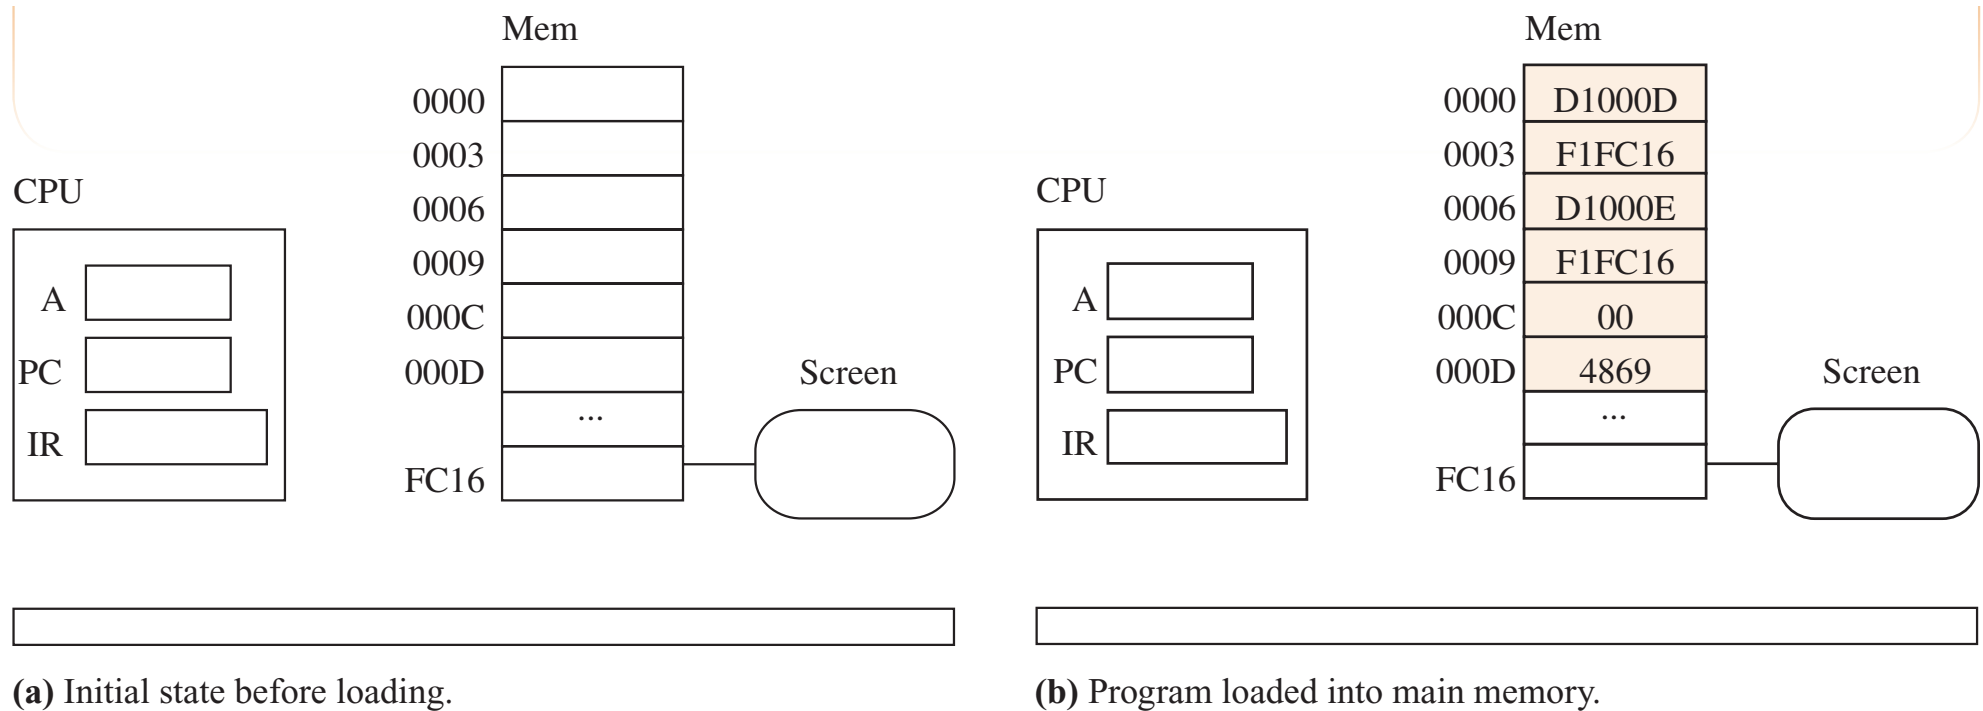 Mem
0000
0003
0006
0009
000C
000D
...
FC16
CPU
A
PC
IR
Screen
(a) Initial state before loading.
Mem
0000 D1000D
0003 F1FC16
0006 D1000E
0009 F1FC16
000C 00
000D 4869
...
FC16
CPU
A
PC
IR
Screen
(b) Program loaded into main memory.